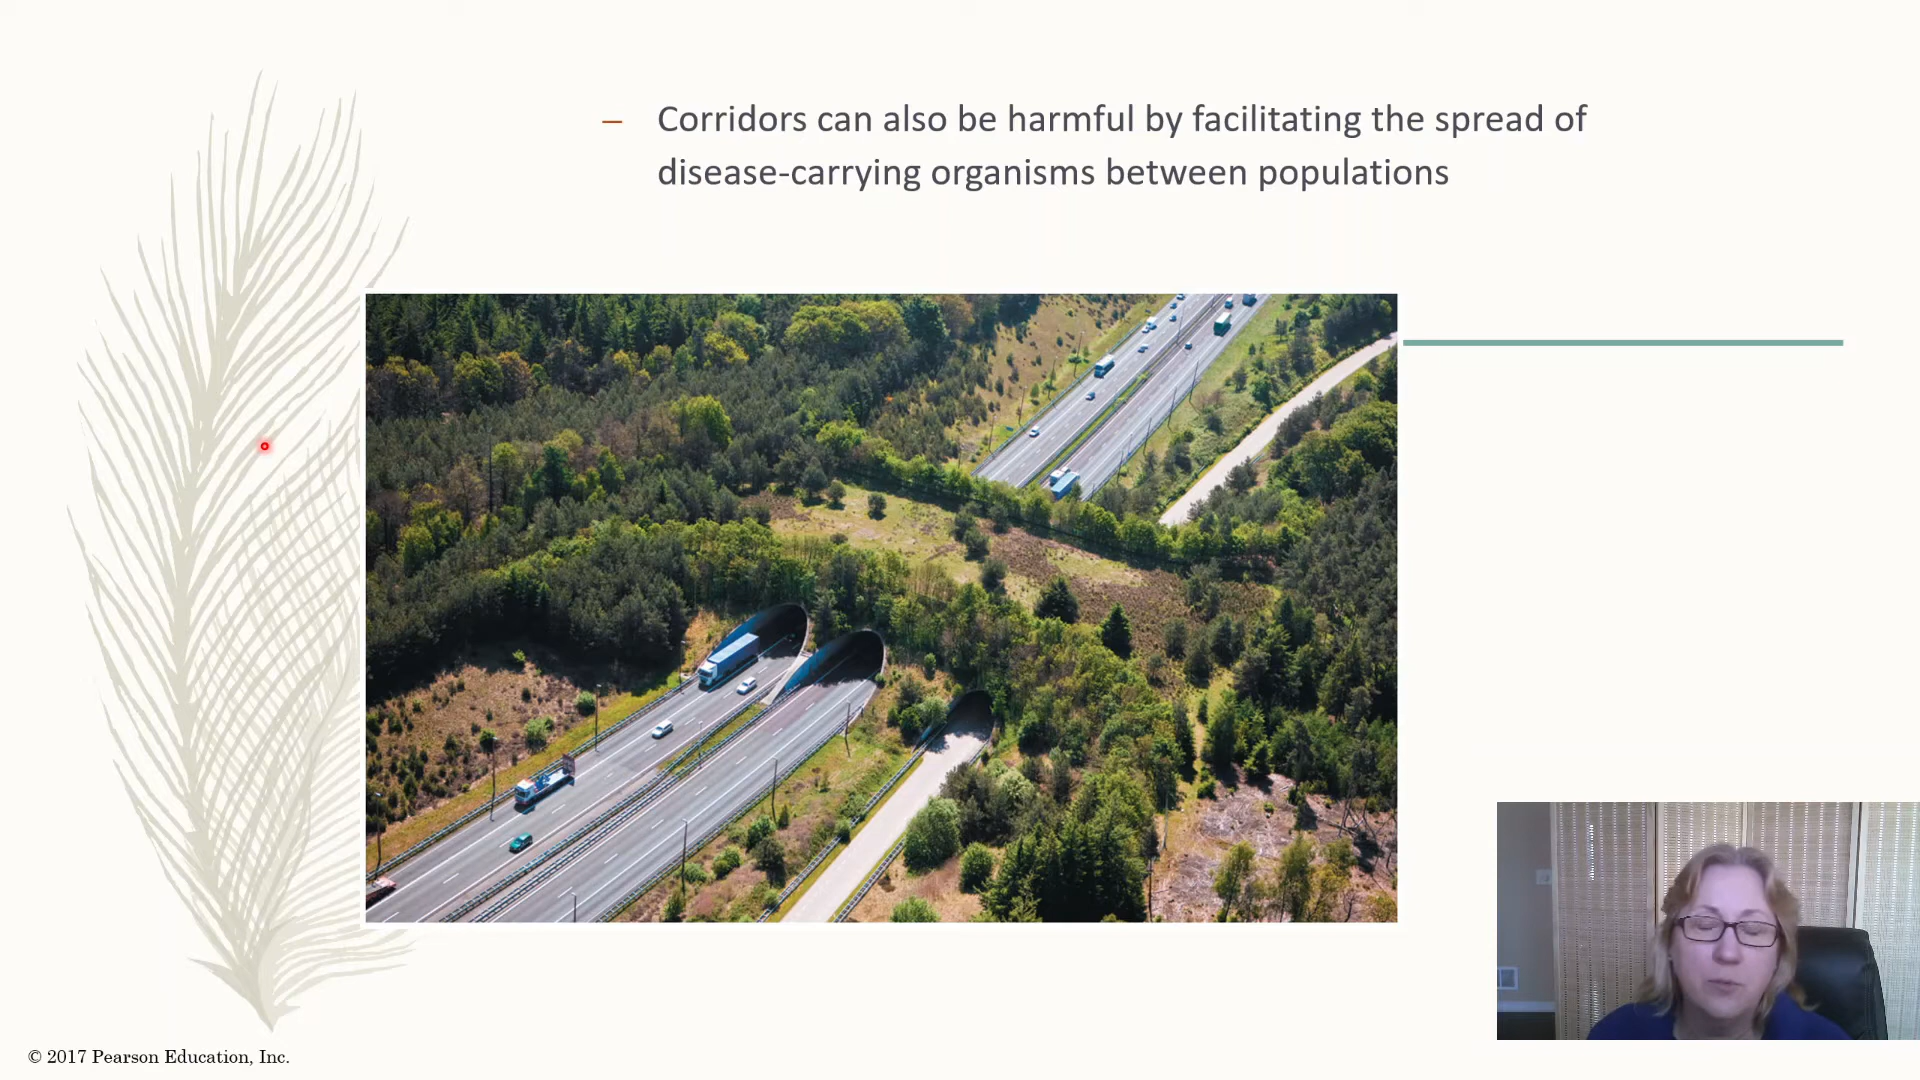 – Corridors can also be harmful by facilitating the spread of
disease-carrying organisms between populations
© 2017 Pearson Education, Inc.